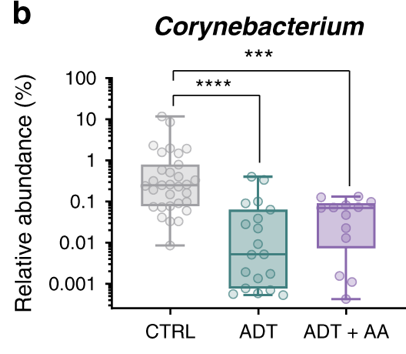 b
Corynebacterium
***
****
Relative abundance (%)
100
10
1
0.1
0.01
0.001
CTRL ADT ADT + AA